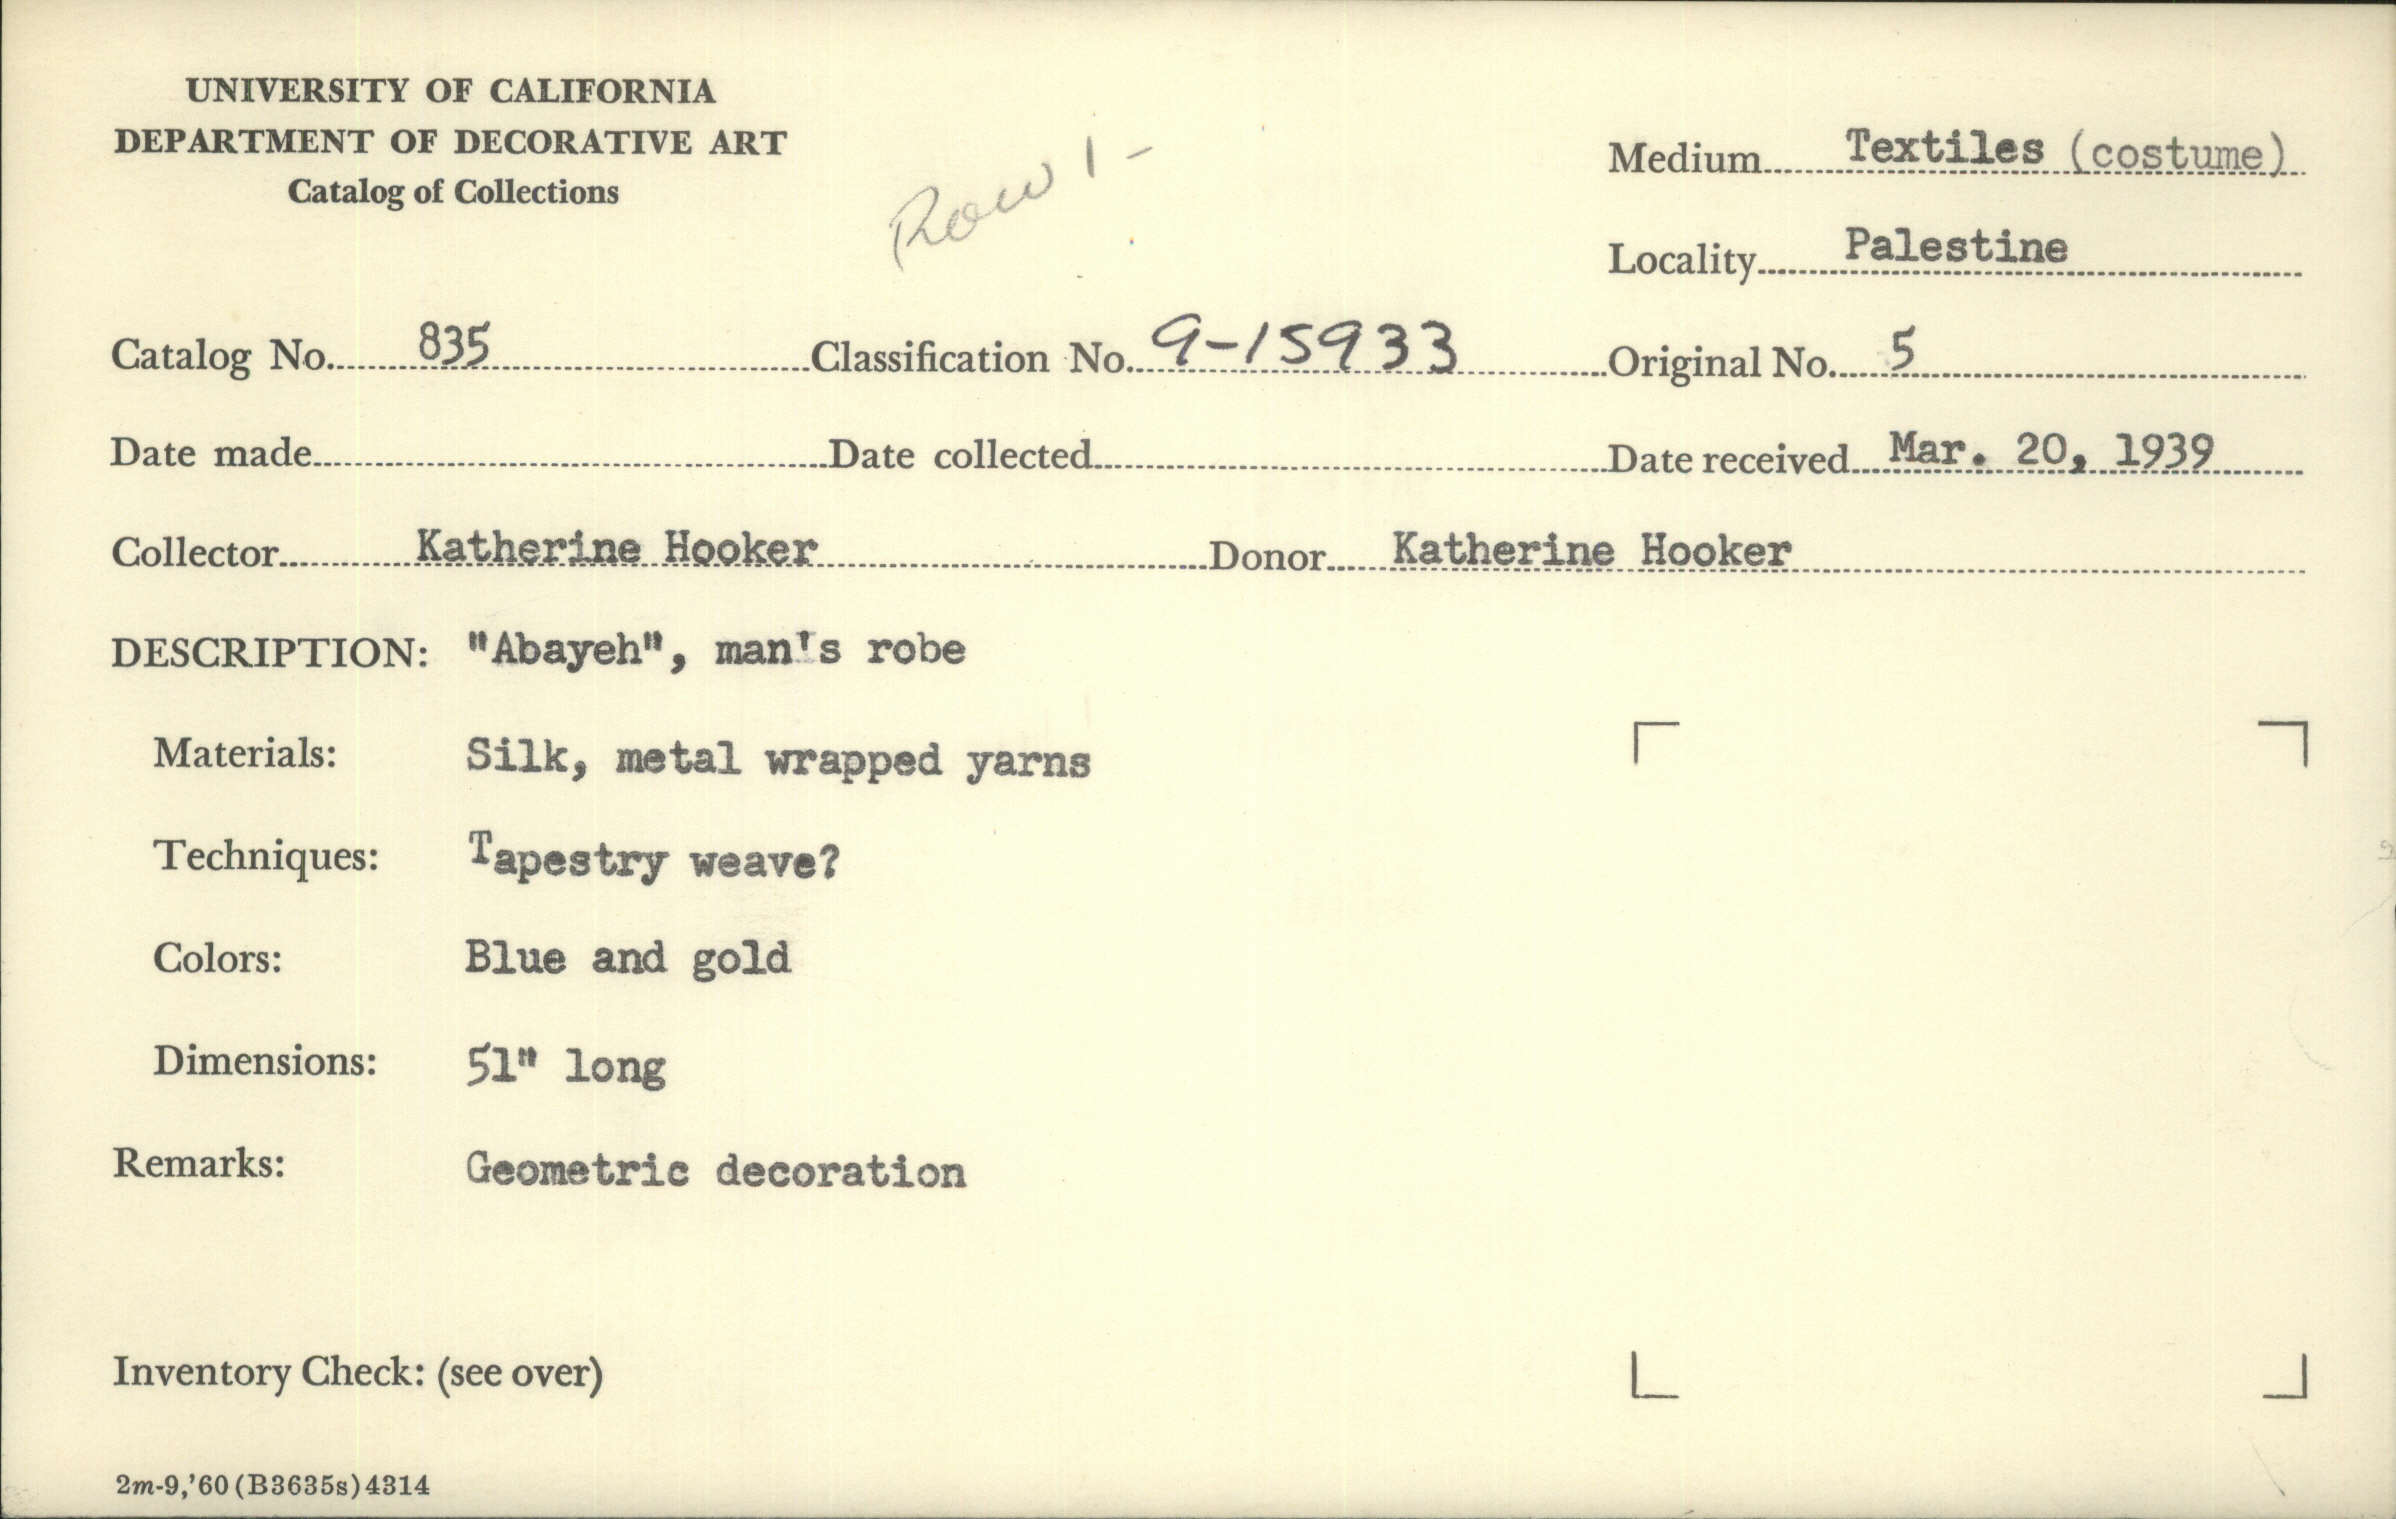 UNIVERSITY OF CALIFORNIA
DEPARTMENT OF DECORATIVE ART
Catalog of Collections
Row 1 -
Medium Textiles (costume)
Locality Palestine
Catalog No. 835 Classification No. 9-15933 Original No. 5
Date made Date collected Date received Mar. 20, 1939
Collector Katherine Hooker Donor Katherine Hooker
DESCRIPTION: "Abayeh", man's robe
Materials: Silk, metal wrapped yarns
Techniques: Tapestry weave?
Colors: Blue and gold
Dimensions: 51" long
Remarks: Geometric decoration
Inventory Check: (see over)
2m-9,'60(B3635s)4314